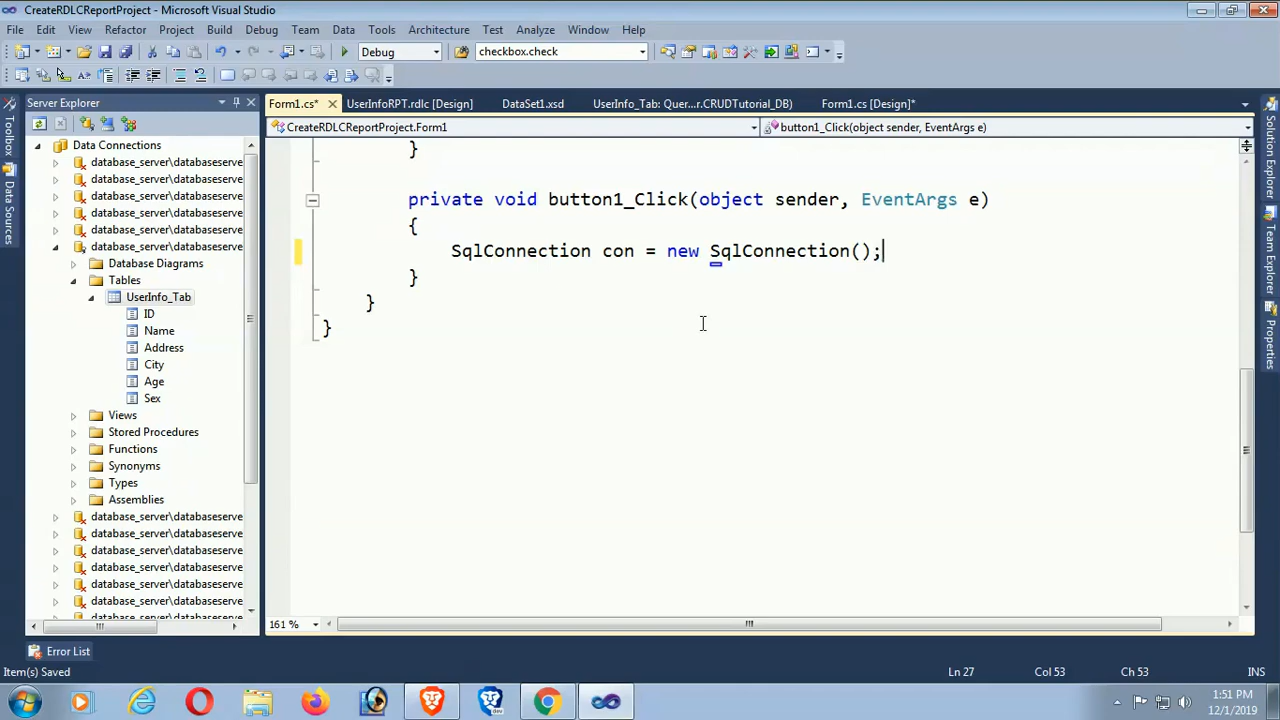 CreateRDLCReportProject - Microsoft Visual Studio
File Edit View Refactor Project Build Debug Team Data Tools Architecture Test Analyze Window Help
Debug checkbox.check
Server Explorer
Form1.cs* UserInfoRPT.rdlc [Design] DataSet1.xsd UserInfo_Tab: Quer...r.CRUDTutorial_DB) Form1.cs [Design]*
CreateRDLCReportProject.Form1 button1_Click(object sender, EventArgs e)
Toolbox
Data Sources
Data Connections
database_server\databaseserve
database_server\databaseserve
database_server\databaseserve
database_server\databaseserve
database_server\databaseserve
database_server\databaseserve
Database Diagrams
Tables
UserInfo_Tab
ID
Name
Address
City
Age
Sex
Views
Stored Procedures
Functions
Synonyms
Types
Assemblies
database_server\databaseserve
database_server\databaseserve
database_server\databaseserve
database_server\databaseserve
database_server\databaseserve
database_server\databaseserve
database_server\databaseserve
}
private void button1_Click(object sender, EventArgs e)
{
SqlConnection con = new SqlConnection();
}
}
}
Solution Explorer
Team Explorer
Properties
161 %
Error List
Item(s) Saved Ln 27 Col 53 Ch 53 INS
dev
1:51 PM
12/1/2019